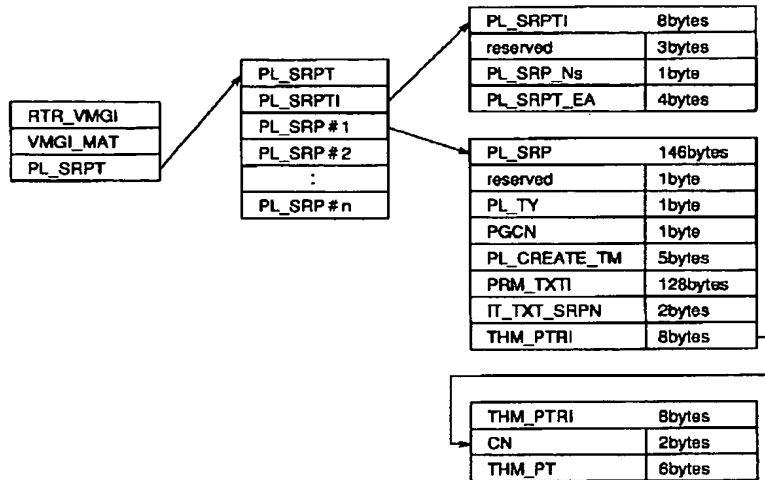 RTR_VMGI
VMGI_MAT
PL_SRPT
PL_SRPT
PL_SRPTI
PL_SRP#1
PL_SRP#2
:
PL_SRP#n
PL_SRPTI 8bytes
reserved 3bytes
PL_SRP_Ns 1byte
PL_SRPT_EA 4bytes
PL_SRP 146bytes
reserved 1byte
PL_TY 1byte
PGCN 1byte
PL_CREATE_TM 5bytes
PRM_TXTI 128bytes
IT_TXT_SRPN 2bytes
THM_PTRI 8bytes
THM_PTRI 8bytes
CN 2bytes
THM_PT 6bytes